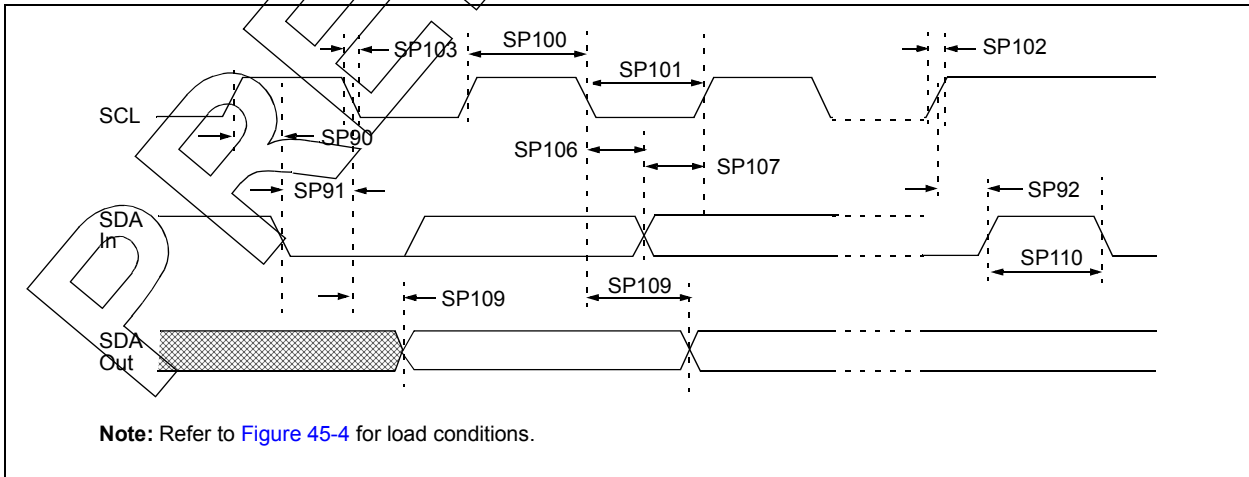 SP103
SP100
SP101
SP102
SCL
SP90
SP106
SP107
SP91
SP92
SDA
In
SP110
SP109
SP109
SDA
Out
Note: Refer to Figure 45-4 for load conditions.
PRE